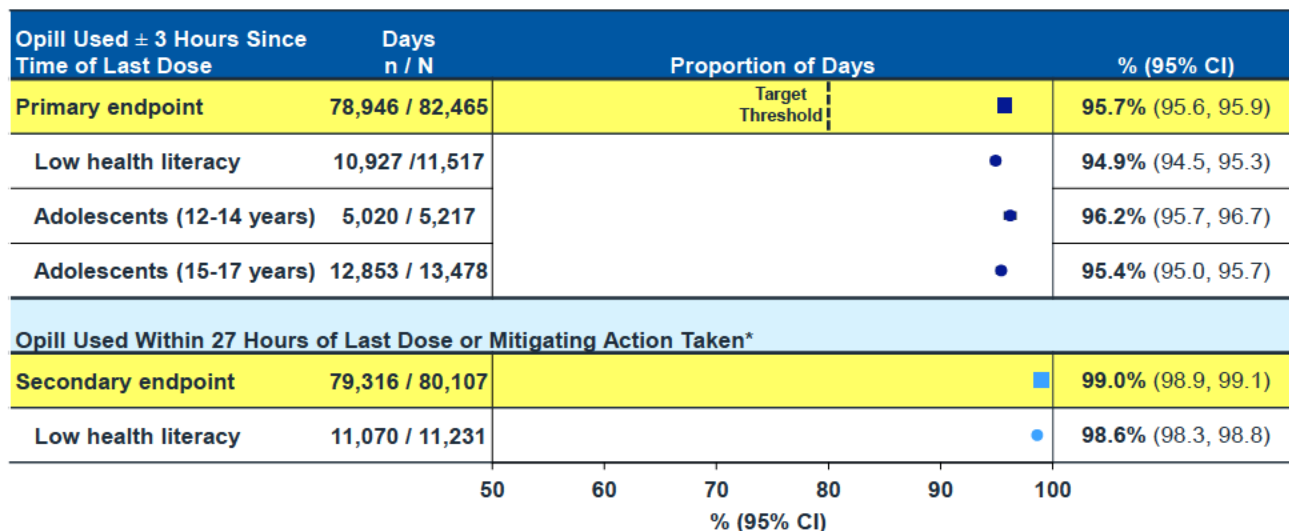 Opill Used ± 3 Hours Since Time of Last Dose
Days n / N
Proportion of Days
% (95% CI)
Primary endpoint 78,946 / 82,465 Target Threshold 95.7% (95.6, 95.9)
Low health literacy 10,927 /11,517 94.9% (94.5, 95.3)
Adolescents (12-14 years) 5,020 / 5,217 96.2% (95.7, 96.7)
Adolescents (15-17 years) 12,853 / 13,478 95.4% (95.0, 95.7)
Opill Used Within 27 Hours of Last Dose or Mitigating Action Taken*
Secondary endpoint 79,316 / 80,107 99.0% (98.9, 99.1)
Low health literacy 11,070 / 11,231 98.6% (98.3, 98.8)
50 60 70 80 90 100
% (95% CI)